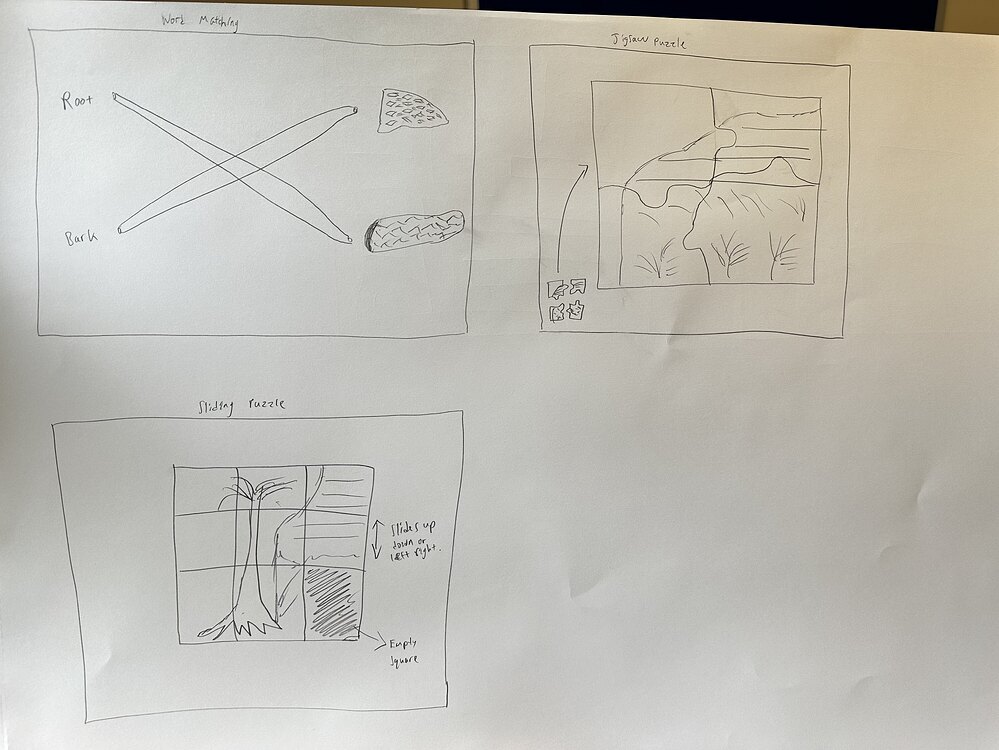 Work Matching
Root
Bark
Jigsaw Puzzle
Sliding Puzzle
Slides up
down or
left right.
Empty
square